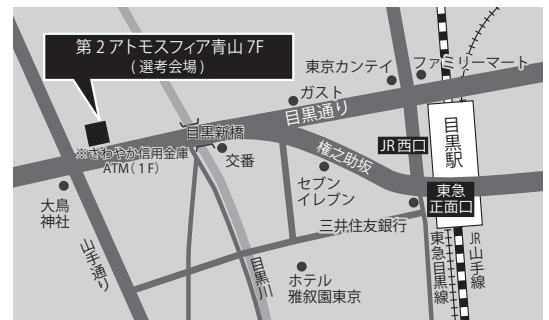 第2アトモスフィア青山 7F
(選考会場)
東京カンテイ
ファミリーマート
ガスト
目黒通り
目黒新橋
目黒駅
※さわやか信用金庫
ATM(1F)
交番
権之助坂
JR西口
セブン
イレブン
東急
正面口
大鳥
神社
三井住友銀行
山手通り
目黒川
ホテル
雅叙園東京
東急目黒線
JR山手線